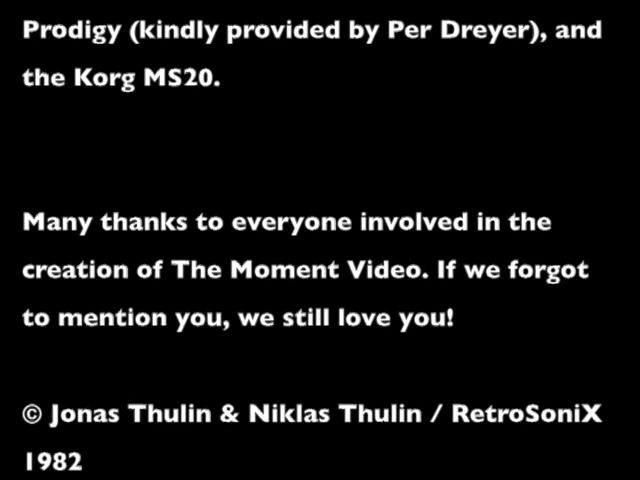 Prodigy (kindly provided by Per Dreyer), and
the Korg MS20.
Many thanks to everyone involved in the
creation of The Moment Video. If we forgot
to mention you, we still love you!
© Jonas Thulin & Niklas Thulin / RetroSoniX
1982